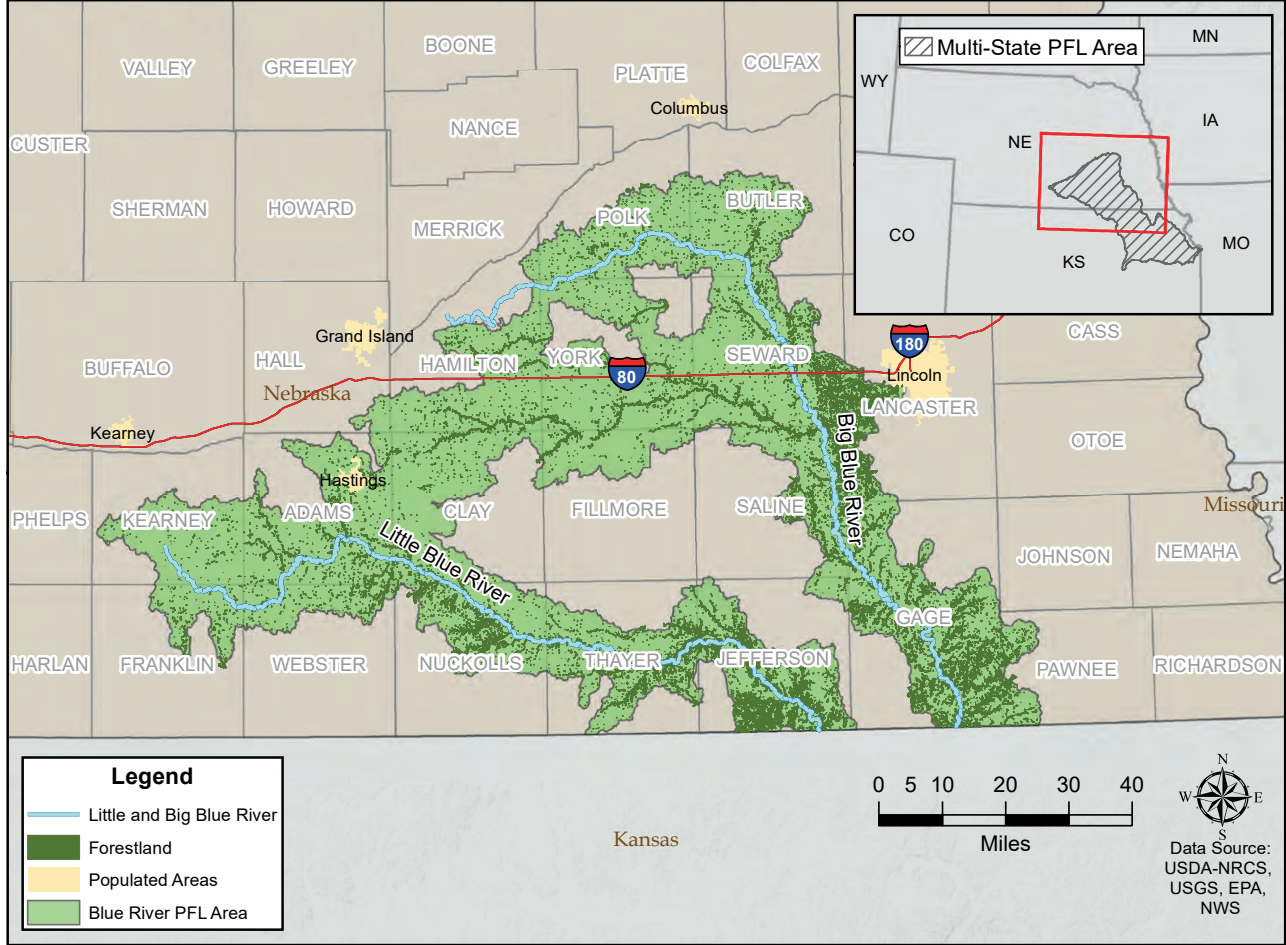 BOONE
VALLEY
GREELEY
PLATTE
COLFAX
Columbus
NANCE
CUSTER
SHERMAN
HOWARD
MERRICK
POLK
BUTLER
Multi-State PFL Area
MN
WY
IA
NE
CO
KS
MO
Grand Island
BUFFALO
HALL
HAMILTON
YORK
SEWARD
180
CASS
Nebraska
80
Lincoln
LANCASTER
Kearney
Big Blue River
OTOE
Hastings
PHELPS
KEARNEY
ADAMS
CLAY
FILLMORE
SALINE
Missouri
Little Blue River
JOHNSON
NEMAHA
GAGE
HARLAN
FRANKLIN
WEBSTER
NUCKOLLS
THAYER
JEFFERSON
PAWNEE
RICHARDSON
Legend
Little and Big Blue River
Forestland
Populated Areas
Blue River PFL Area
Kansas
0 5 10 20 30 40
Miles
N
W E
S
Data Source:
USDA-NRCS,
USGS, EPA,
NWS